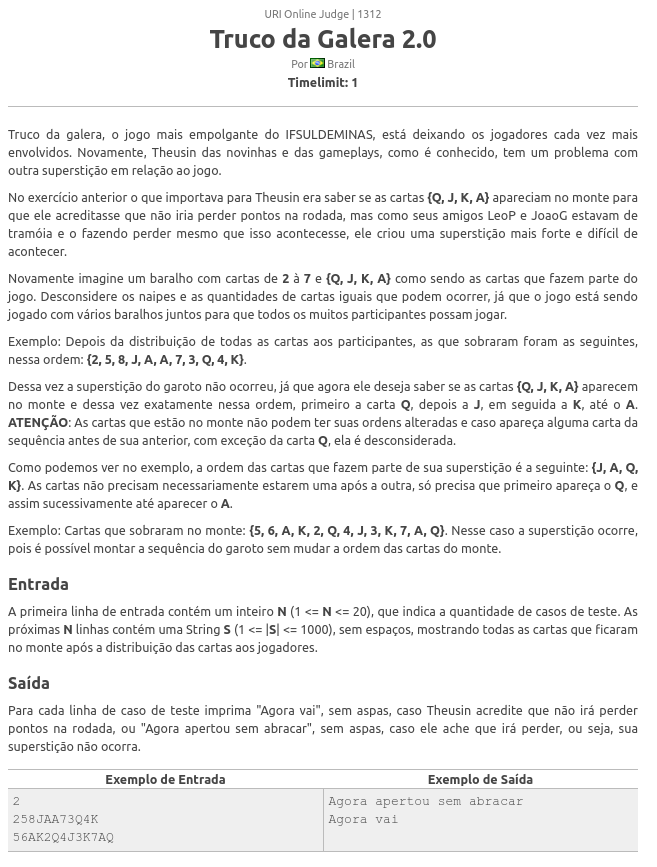 URI Online Judge | 1312
Truco da Galera 2.0
Por Brazil
Timelimit: 1
Truco da galera, o jogo mais empolgante do IFSULDEMINAS, está deixando os jogadores cada vez mais
envolvidos. Novamente, Theusin das novinhas e das gameplays, como é conhecido, tem um problema com
outra superstição em relação ao jogo.
No exercício anterior o que importava para Theusin era saber se as cartas {Q, J, K, A} apareciam no monte para
que ele acreditasse que não iria perder pontos na rodada, mas como seus amigos LeoP e JoaoG estavam de
tramóia e o fazendo perder mesmo que isso acontecesse, ele criou uma superstição mais forte e difícil de
acontecer.
Novamente imagine um baralho com cartas de 2 à 7 e {Q, J, K, A} como sendo as cartas que fazem parte do
jogo. Desconsidere os naipes e as quantidades de cartas iguais que podem ocorrer, já que o jogo está sendo
jogado com vários baralhos juntos para que todos os muitos participantes possam jogar.
Exemplo: Depois da distribuição de todas as cartas aos participantes, as que sobraram foram as seguintes,
nessa ordem: {2, 5, 8, J, A, A, 7, 3, Q, 4, K}.
Dessa vez a superstição do garoto não ocorreu, já que agora ele deseja saber se as cartas {Q, J, K, A} aparecem
no monte e dessa vez exatamente nessa ordem, primeiro a carta Q, depois a J, em seguida a K, até o A.
ATENÇÃO: As cartas que estão no monte não podem ter suas ordens alteradas e caso apareça alguma carta da
sequência antes de sua anterior, com exceção da carta Q, ela é desconsiderada.
Como podemos ver no exemplo, a ordem das cartas que fazem parte de sua superstição é a seguinte: {J, A, Q,
K}. As cartas não precisam necessariamente estarem uma após a outra, só precisa que primeiro apareça o Q, e
assim sucessivamente até aparecer o A.
Exemplo: Cartas que sobraram no monte: {5, 6, A, K, 2, Q, 4, J, 3, K, 7, A, Q}. Nesse caso a superstição ocorre,
pois é possível montar a sequência do garoto sem mudar a ordem das cartas do monte.
Entrada
A primeira linha de entrada contém um inteiro N (1 <= N <= 20), que indica a quantidade de casos de teste. As
próximas N linhas contém uma String S (1 <= |S| <= 1000), sem espaços, mostrando todas as cartas que ficaram
no monte após a distribuição das cartas aos jogadores.
Saída
Para cada linha de caso de teste imprima "Agora vai", sem aspas, caso Theusin acredite que não irá perder
pontos na rodada, ou "Agora apertou sem abracar", sem aspas, caso ele ache que irá perder, ou seja, sua
superstição não ocorra.
Exemplo de Entrada
Exemplo de Saída
2
258JAA73Q4K
56AK2Q4J3K7AQ
Agora apertou sem abracar
Agora vai